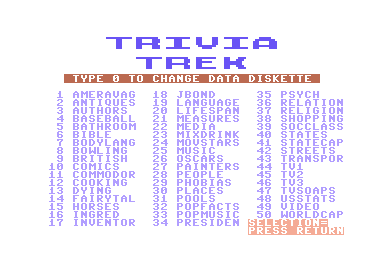 TRIVIA
TREK
TYPE 0 TO CHANGE DATA DISKETTE
1 AMERAVAG 18 JBOND 35 PSYCH
2 ANTIQUES 19 LANGUAGE 36 RELATION
3 AUTHORS 20 LIFESPAN 37 RELIGION
4 BASEBALL 21 MEASURES 38 SHOPPING
5 BATHROOM 22 MEDIA 39 SOCCLASS
6 BIBLE 23 MIXDRINK 40 STATES
7 BODYLANG 24 MOVSTARS 41 STATECAP
8 BOWLING 25 MUSIC 42 STREETS
9 BRITISH 26 OSCARS 43 TRANSPOR
10 COMICS 27 PAINTERS 44 TV1
11 COMMODOR 28 PEOPLE 45 TV2
12 COOKING 29 PHOBIAS 46 TV3
13 DYING 30 PLACES 47 TVSOAPS
14 FAIRYTAL 31 POOLS 48 USSTATS
15 HORSES 32 POPFACTS 49 VIDEO
16 INGRED 33 POPMUSIC 50 WORLDCAP
17 INVENTOR 34 PRESIDEN SELECTION=
PRESS RETURN